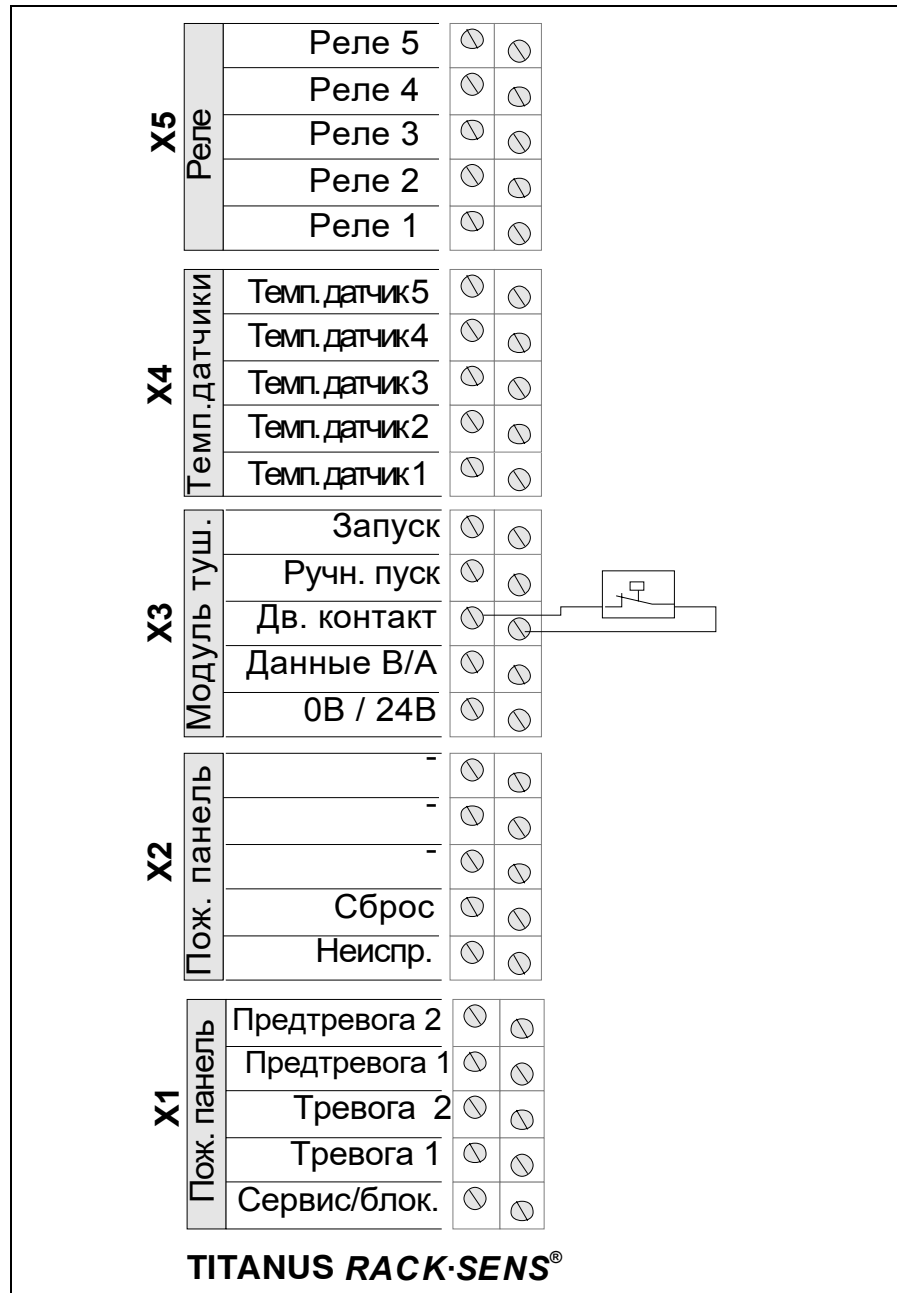 X5
Реле
Реле 5
Реле 4
Реле 3
Реле 2
Реле 1
X4
Темп.датчики
Темп.датчик5
Темп.датчик4
Темп.датчик3
Темп.датчик2
Темп.датчик1
X3
Модуль туш.
Запуск
Ручн. пуск
Дв. контакт
Данные B/A
0В / 24В
X2
Пож. панель
-
-
-
Сброс
Неиспр.
X1
Пож. панель
Предтревога 2
Предтревога 1
Тревога 2
Тревога 1
Сервис/блок.
TITANUS RACK·SENS®